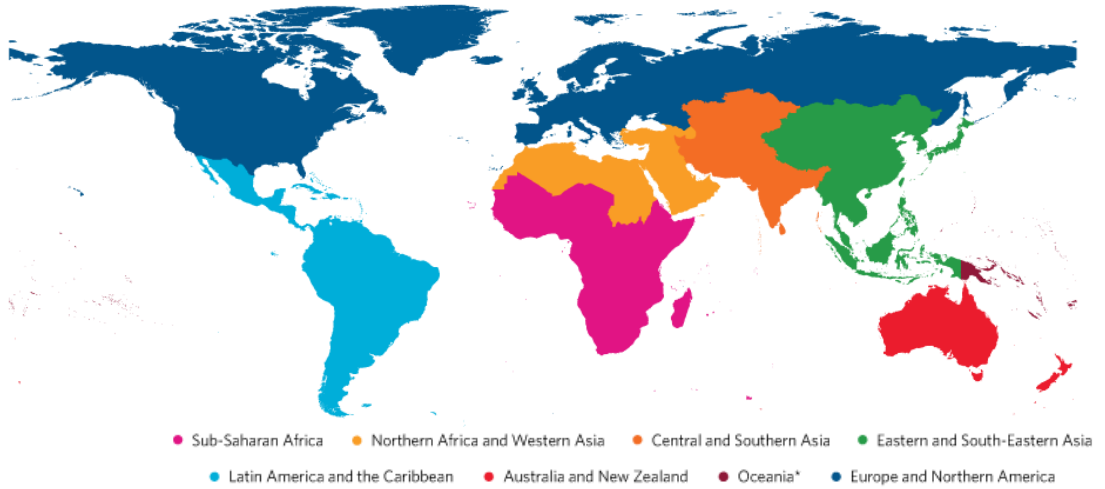 Sub-Saharan Africa Northern Africa and Western Asia Central and Southern Asia Eastern and South-Eastern Asia
Latin America and the Caribbean Australia and New Zealand Oceania* Europe and Northern America